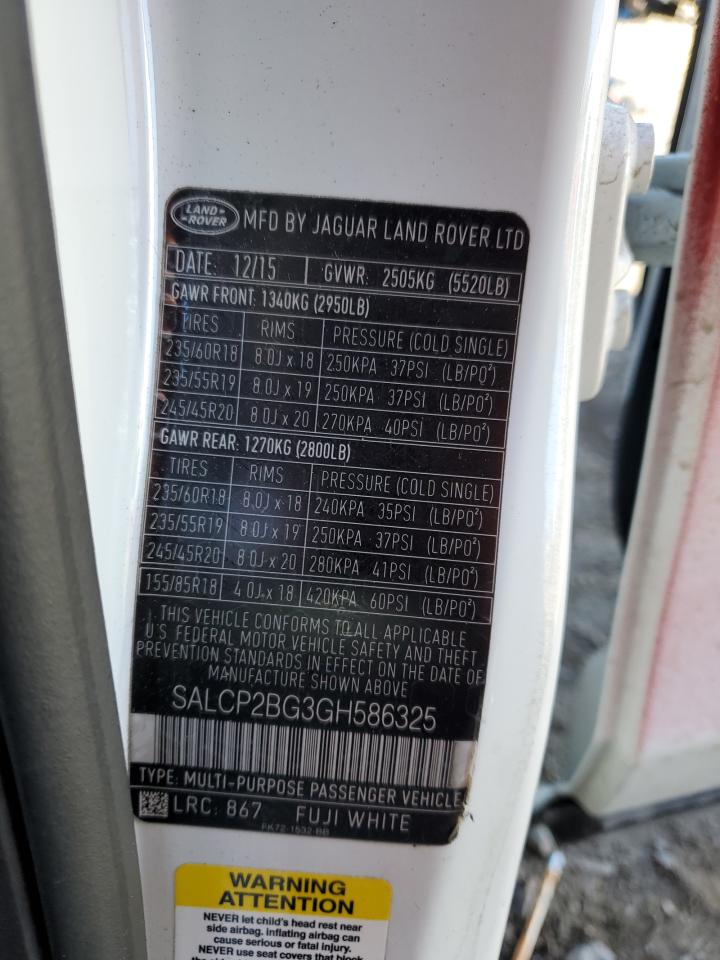 LAND-
-ROVER
MFD BY JAGUAR LAND ROVER LTD
DATE: 12/15 GVWR: 2505KG (5520LB)
GAWR FRONT: 1340KG (2950LB)
TIRES RIMS PRESSURE (COLD SINGLE)
235/60R18 8.0J x 18 250KPA 37PSI (LB/PO²)
235/55R19 8.0J x 19 250KPA 37PSI (LB/PO²)
245/45R20 8.0J x 20 270KPA 40PSI (LB/PO²)
GAWR REAR: 1270KG (2800LB)
TIRES RIMS PRESSURE (COLD SINGLE)
235/60R18 8.0J x 18 240KPA 35PSI (LB/PO²)
235/55R19 8.0J x 19 250KPA 37PSI (LB/PO²)
245/45R20 8.0J x 20 280KPA 41PSI (LB/PO²)
155/85R18 4.0J x 18 420KPA 60PSI (LB/PO²)
THIS VEHICLE CONFORMS TO ALL APPLICABLE
U.S. FEDERAL MOTOR VEHICLE SAFETY AND THEFT
PREVENTION STANDARDS IN EFFECT ON THE DATE OF
MANUFACTURE SHOWN ABOVE
SALCP2BG3GH586325
TYPE: MULTI-PURPOSE PASSENGER VEHICLE
LRC: 867 FUJI WHITE
FK72-1532-BB
WARNING
ATTENTION
NEVER let child's head rest near
side airbag. Inflating airbag can
cause serious or fatal injury.
NEVER use seat covers that block